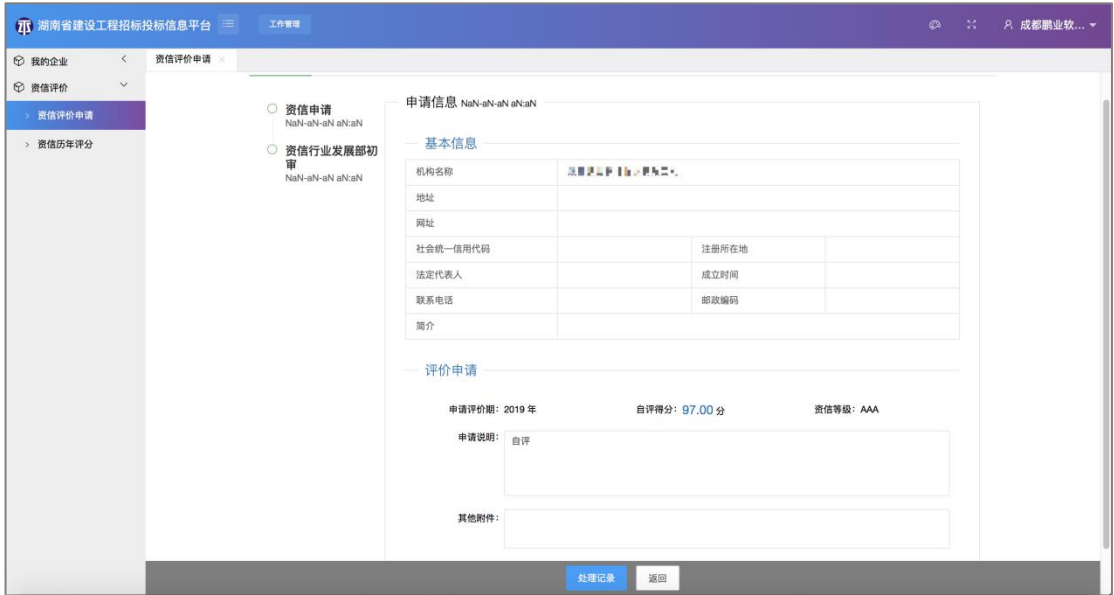 湖南省建设工程招标投标信息平台
工作管理
成都鹏业软...
我的企业
资信评价
资信评价申请
资信历年评分
资信评价申请
资信申请
NaN-aN-aN aN:aN
资信行业发展部初
审
NaN-aN-aN aN:aN
申请信息 NaN-aN-aN aN:aN
基本信息
机构名称
地址
网址
社会统一信用代码 注册所在地
法定代表人 成立时间
联系电话 邮政编码
简介
评价申请
申请评价期：2019 年 自评得分：97.00 分 资信等级：AAA
申请说明：自评
其他附件：
处理记录 返回